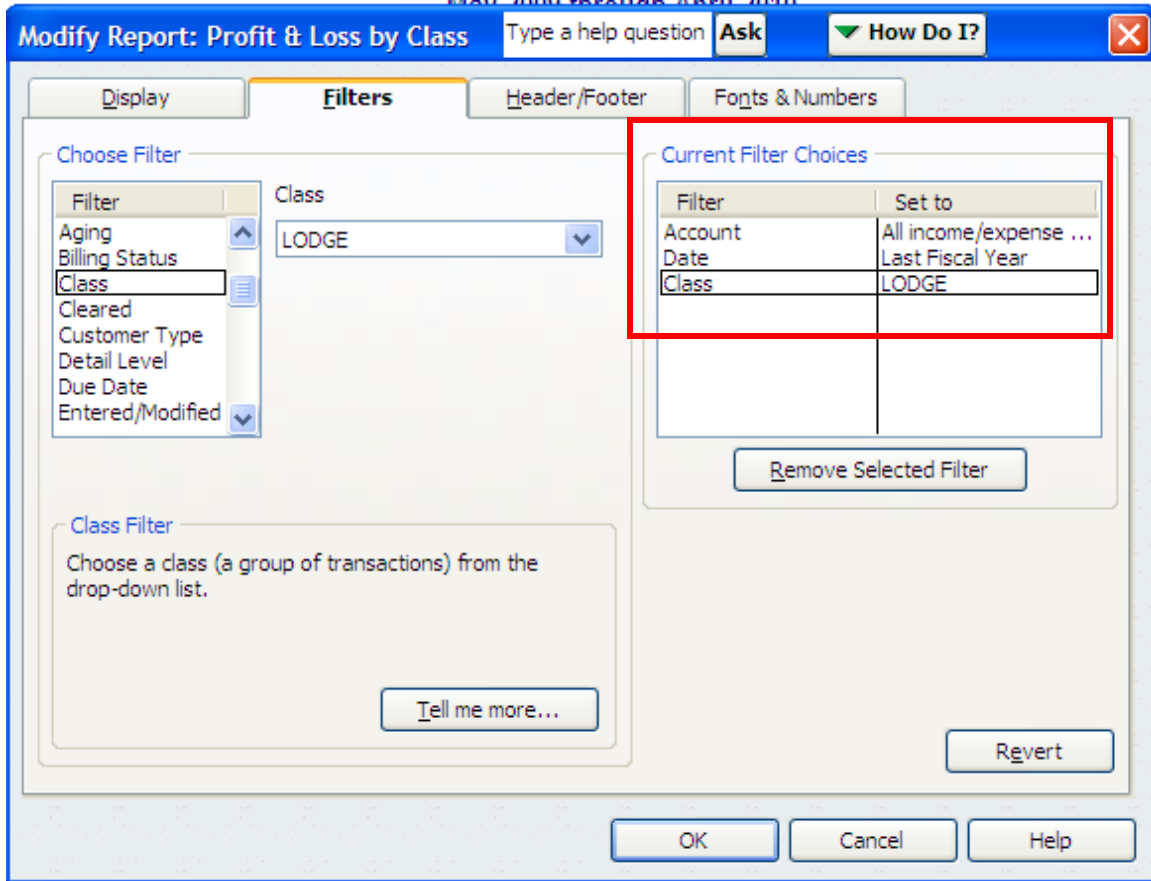 Modify Report: Profit & Loss by Class Type a help question Ask How Do I?
Display Filters Header/Footer Fonts & Numbers
Choose Filter
Filter
Aging
Billing Status
Class
Cleared
Customer Type
Detail Level
Due Date
Entered/Modified
Class
LODGE
Class Filter
Choose a class (a group of transactions) from the
drop-down list.
Tell me more...
Current Filter Choices
Filter Set to
Account All income/expense ...
Date Last Fiscal Year
Class LODGE
Remove Selected Filter
Revert
OK Cancel Help